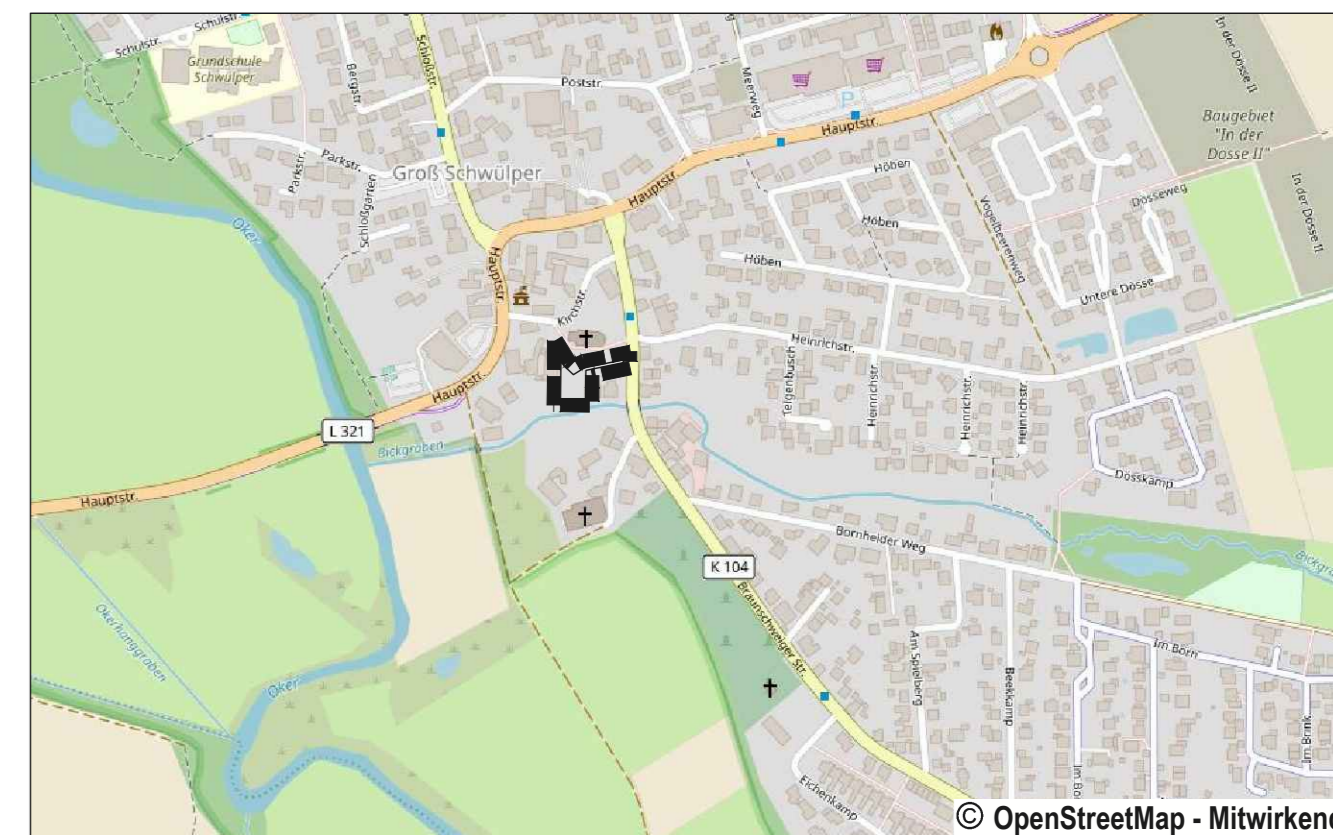 Schulstr.
Schulstr.
Grundschule
Schwülper
Bergstr.
Schloßstr.
Poststr.
Meerweg
P
Hauptstr.
In der Dosse II
Baugebiet
"In der
Dosse II"
In der Dosse II
Parkstr.
Parkstr.
Groß Schwülper
Schloßgarten
Hauptstr.
Höben
Höben
Höben
Vogelbeerenweg
Dosseweg
Oker
Hauptstr.
Kirchstr.
Untere Dosse
Heinrichstr.
Telgenbusch
Heinrichstr.
Heinrichstr.
Heinrichstr.
Hauptstr.
L 321
Bickgraben
Hauptstr.
Dosskamp
Bornheider Weg
K 104
Braunschweiger Str.
Okerhanggraben
Oker
Am Spielberg
Beekkamp
Im Born
Im Brink
Eichenkamp
© OpenStreetMap - Mitwirkend